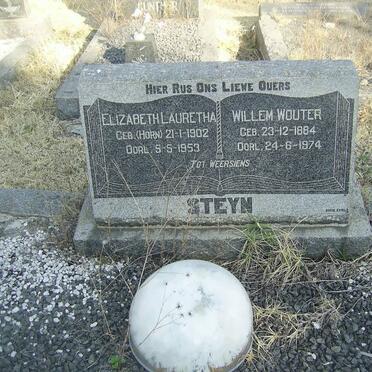 HIER RUS ONS LIEWE OUERS
ELIZABETH LAURETHA
GEB. (HORN) 21-1-1902
OORL. 5-5-1953
WILLEM WOUTER
GEB. 23-12-1884
OORL. 24-6-1974
TOT WEERSIENS
STEYN